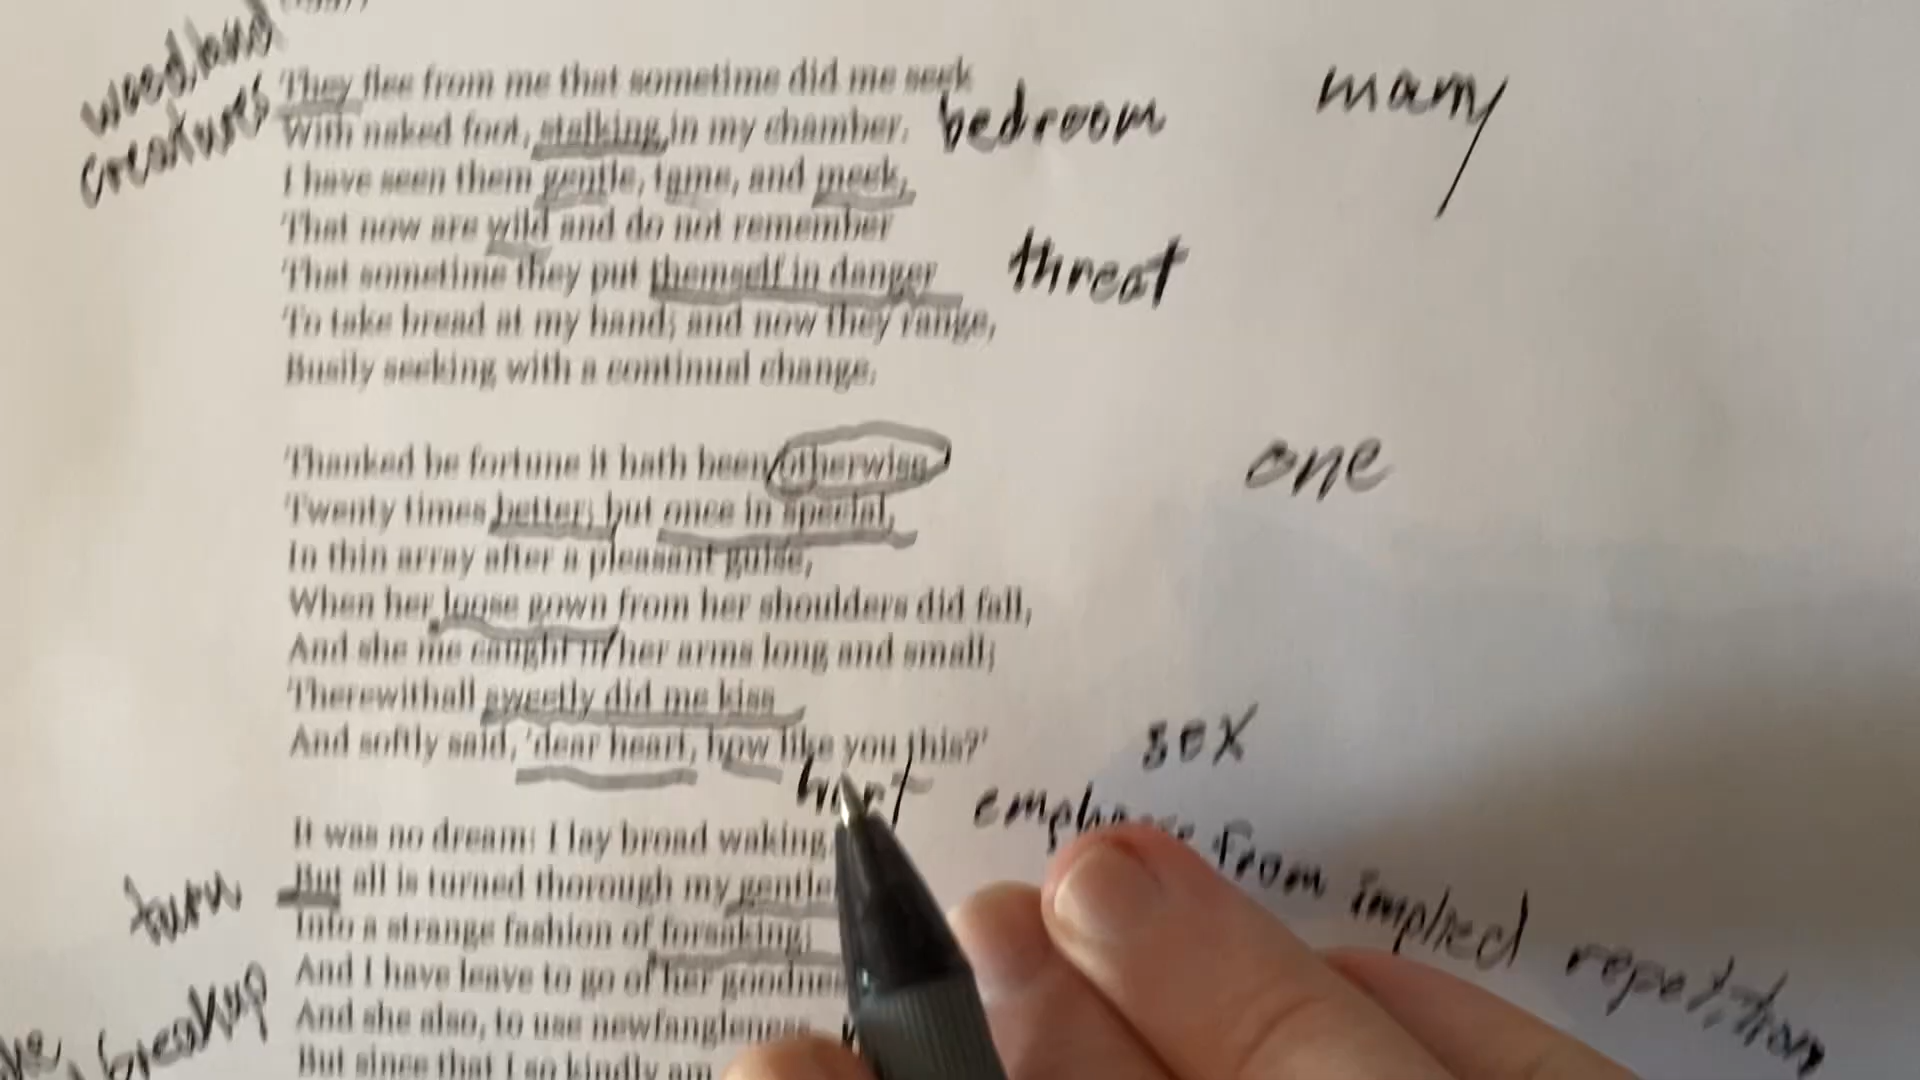 woodland
creatures
They flee from me that sometime did me seek
With naked foot, stalking in my chamber.
bedroom
many
I have seen them gentle, tame, and meek,
That now are wild and do not remember
That sometime they put themself in danger
threat
To take bread at my hand; and now they range,
Busily seeking with a continual change.
Thanked be fortune it hath been otherwise
one
Twenty times better; but once in special,
In thin array after a pleasant guise,
When her loose gown from her shoulders did fall,
And she me caught in her arms long and small;
Therewithall sweetly did me kiss
And softly said, 'dear heart, how like you this?'
sex
hart
from implied repetition
It was no dream: I lay broad waking
turn
But all is turned thorough my gentle
Into a strange fashion of forsaking;
And I have leave to go of her goodnes
breakup
And she also, to use newfangleness
But since that I so kindly am